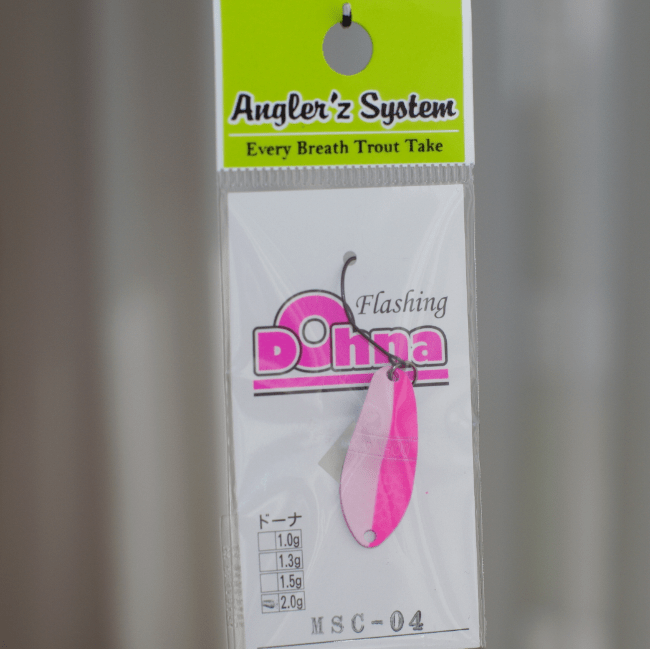 Angler'z System
Every Breath Trout Take
Flashing
Dohna
ドーナ
1.0g
1.3g
1.5g
2.0g
MSC-04